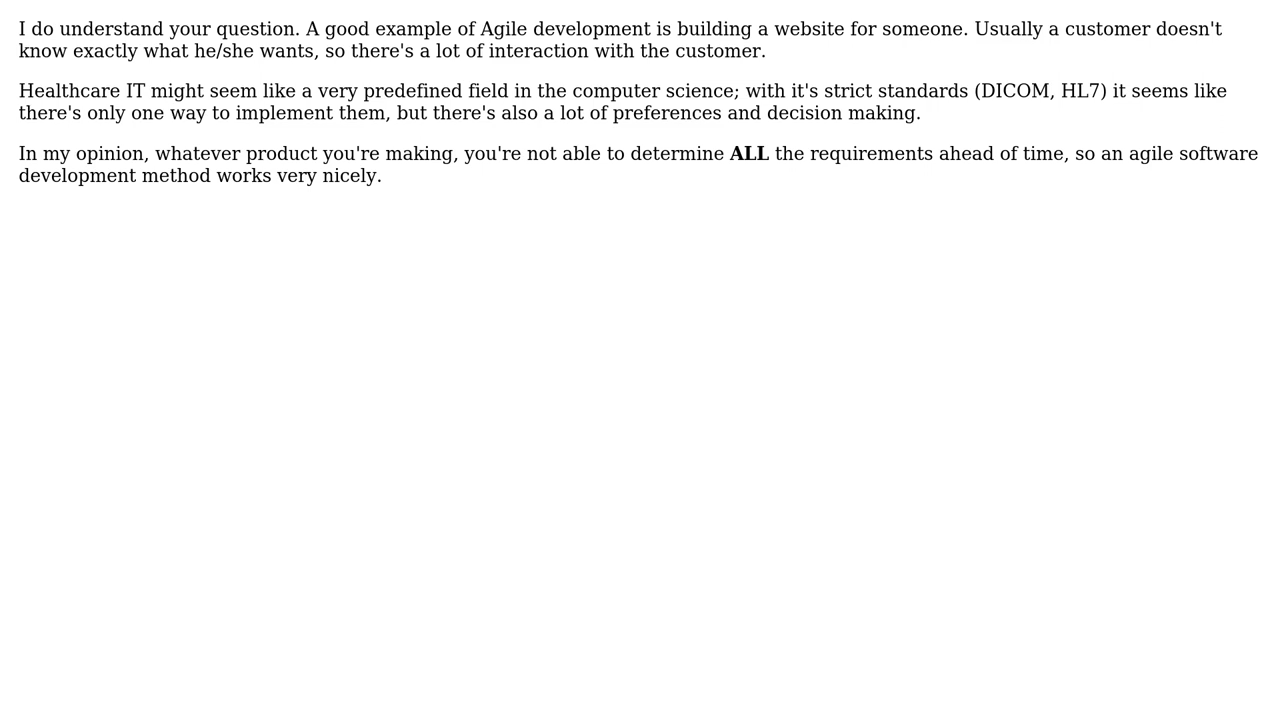 I do understand your question. A good example of Agile development is building a website for someone. Usually a customer doesn't
know exactly what he/she wants, so there's a lot of interaction with the customer.
Healthcare IT might seem like a very predefined field in the computer science; with it's strict standards (DICOM, HL7) it seems like
there's only one way to implement them, but there's also a lot of preferences and decision making.
In my opinion, whatever product you're making, you're not able to determine ALL the requirements ahead of time, so an agile software
development method works very nicely.